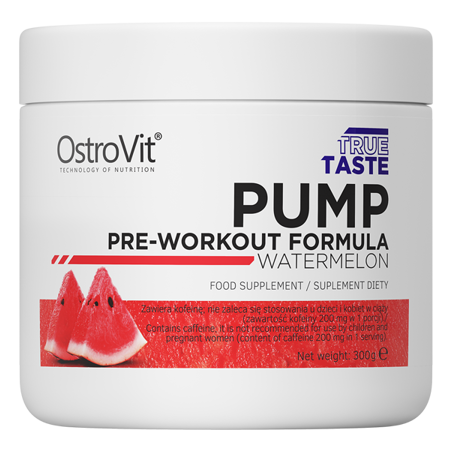 OstroVit®
TECHNOLOGY OF NUTRITION
TRUE
TASTE
PUMP
PRE-WORKOUT FORMULA
WATERMELON
FOOD SUPPLEMENT / SUPLEMENT DIETY
Zawiera kofeinę, nie zaleca się stosowania u dzieci i kobiet w ciąży
(zawartość kofeiny 200 mg w 1 porcji).
Contains caffeine. It is not recommended for use by children and
pregnant women (content of caffeine 200 mg in 1 serving).
Net weight: 300g ℮